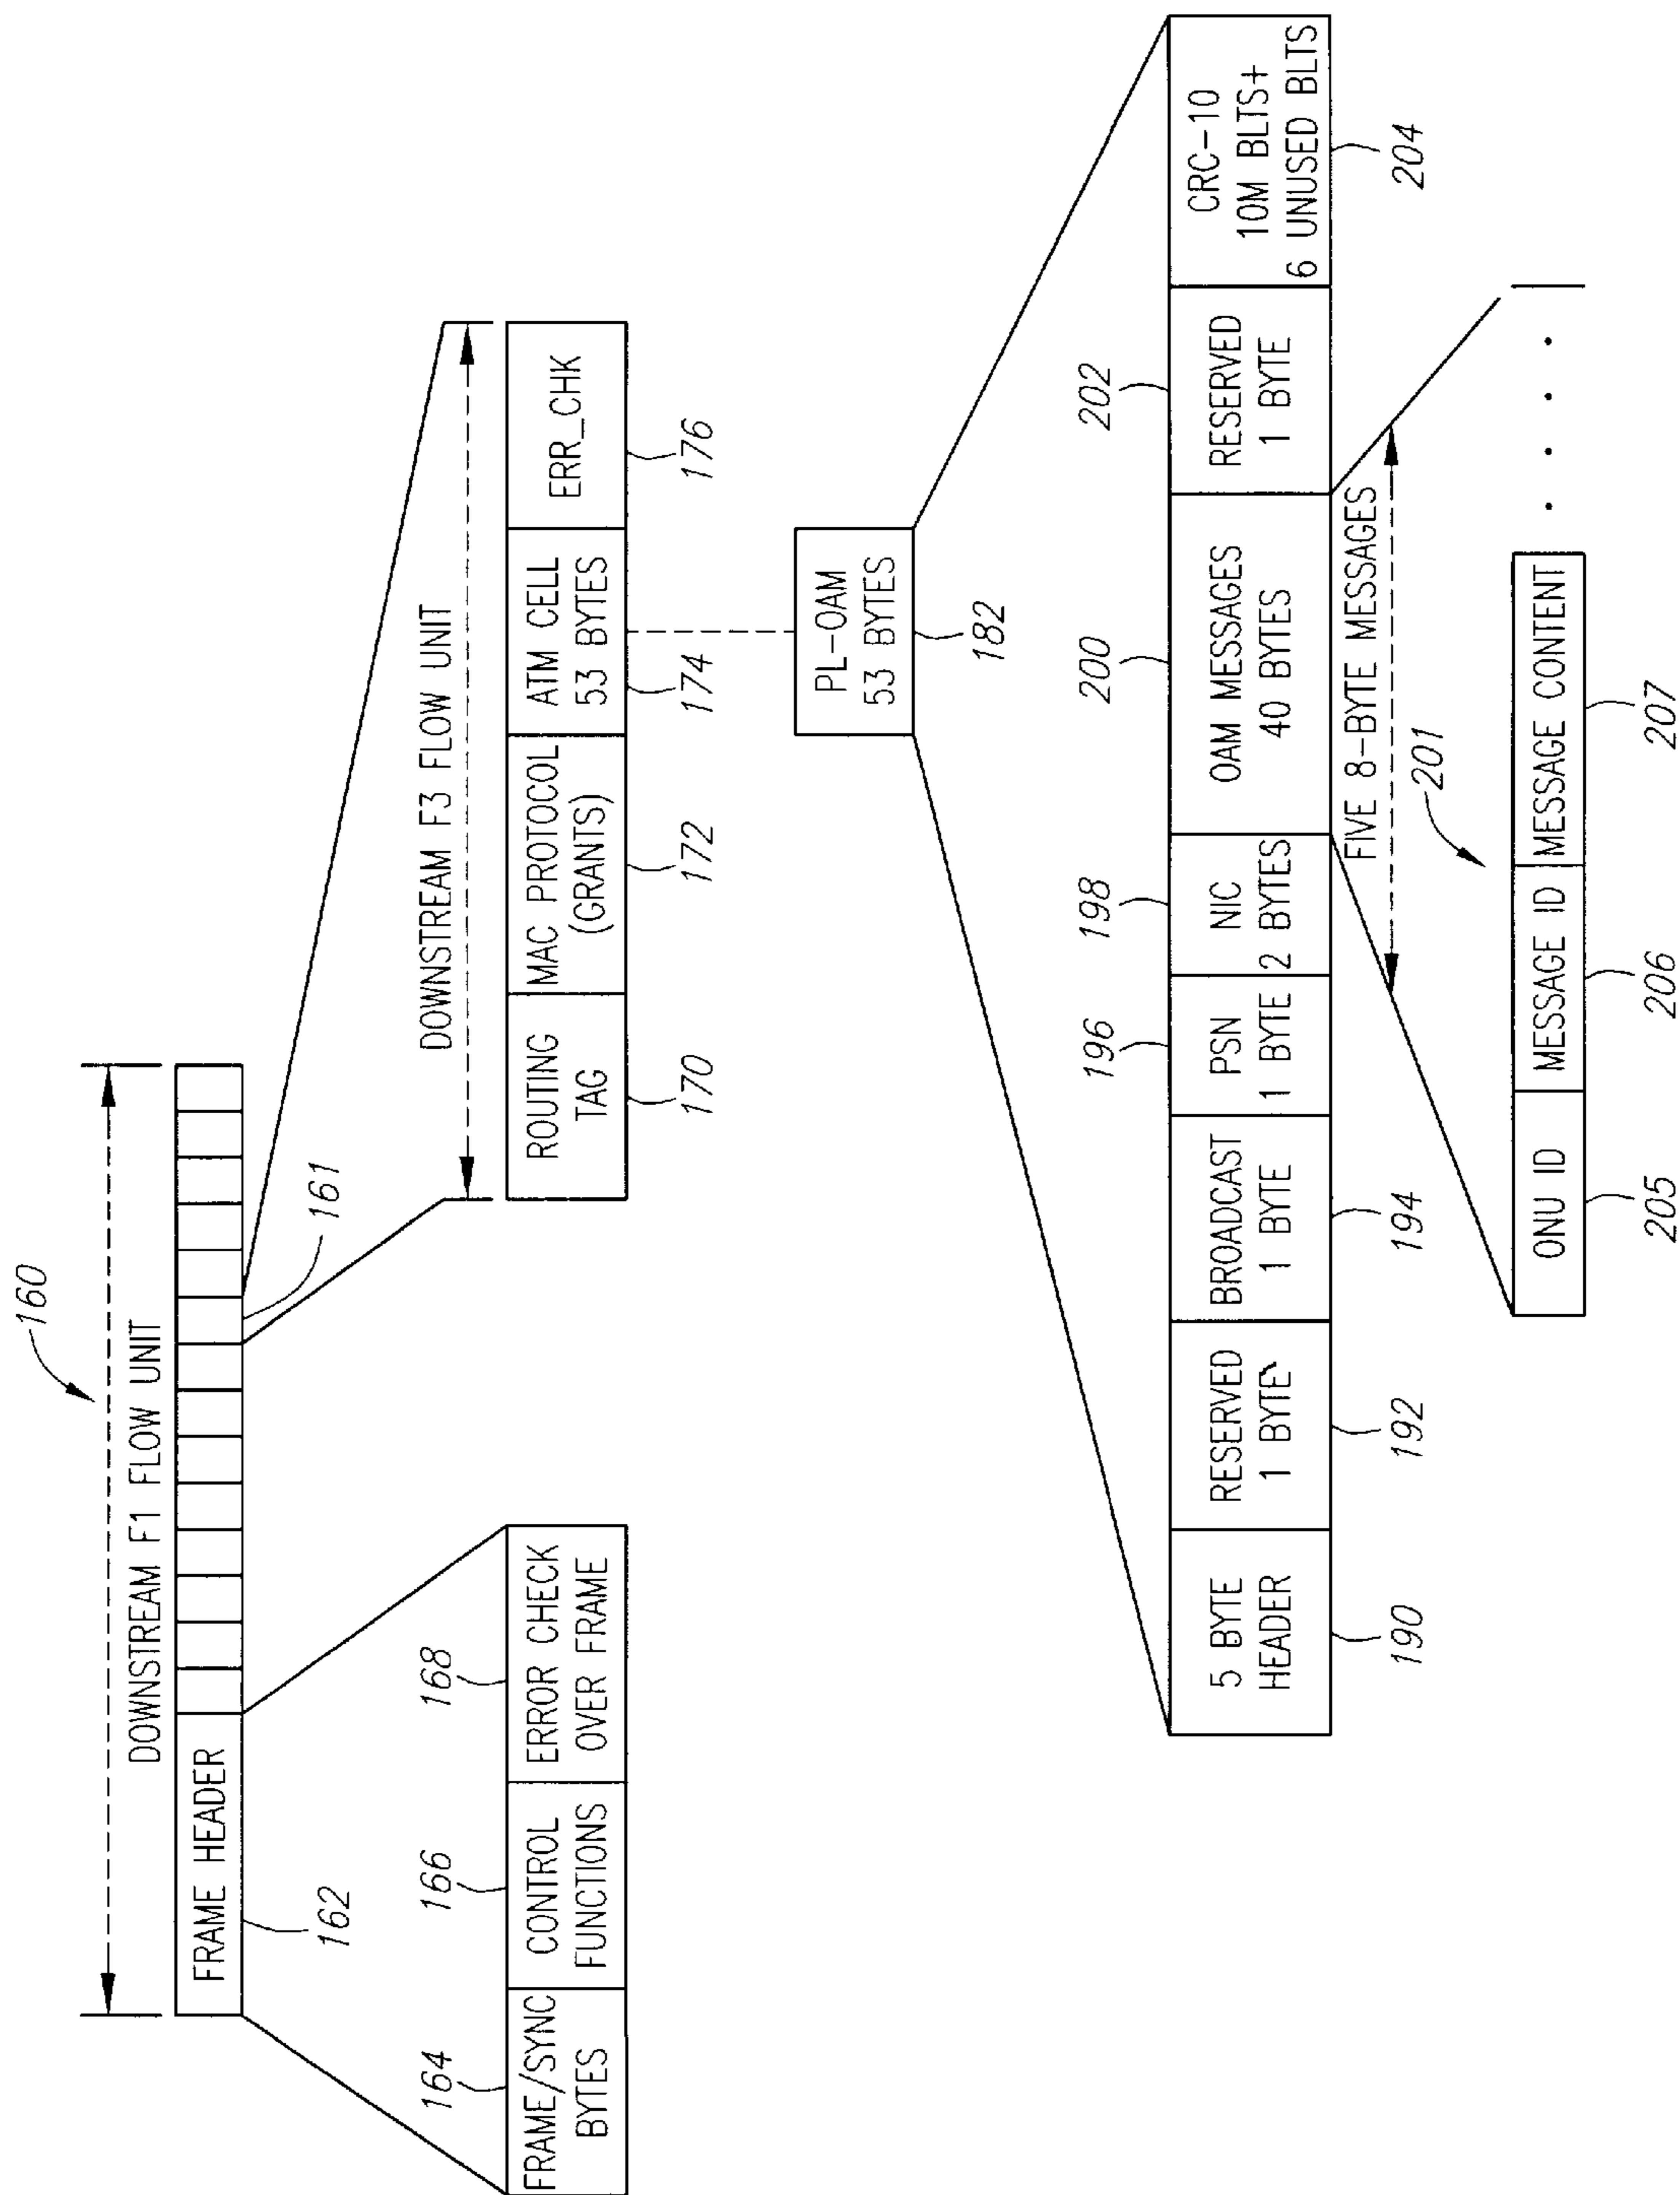 160
DOWNSTREAM F1 FLOW UNIT
FRAME HEADER
162
161
164
166
168
FRAME/SYNC
BYTES
CONTROL
FUNCTIONS
ERROR CHECK
OVER FRAME
DOWNSTREAM F3 FLOW UNIT
ROUTING
TAG
MAC PROTOCOL
(GRANTS)
ATM CELL
53 BYTES
ERR_CHK
170
172
174
176
PL-OAM
53 BYTES
182
196
198
200
202
5 BYTE
HEADER
RESERVED
1 BYTE
BROADCAST
1 BYTE
PSN
1 BYTE
NIC
2 BYTES
OAM MESSAGES
40 BYTES
RESERVED
1 BYTE
CRC-10
10M BLTS+
6 UNUSED BLTS
190
192
194
204
FIVE 8-BYTE MESSAGES
201
ONU ID
MESSAGE ID
MESSAGE CONTENT
. . . .
205
206
207